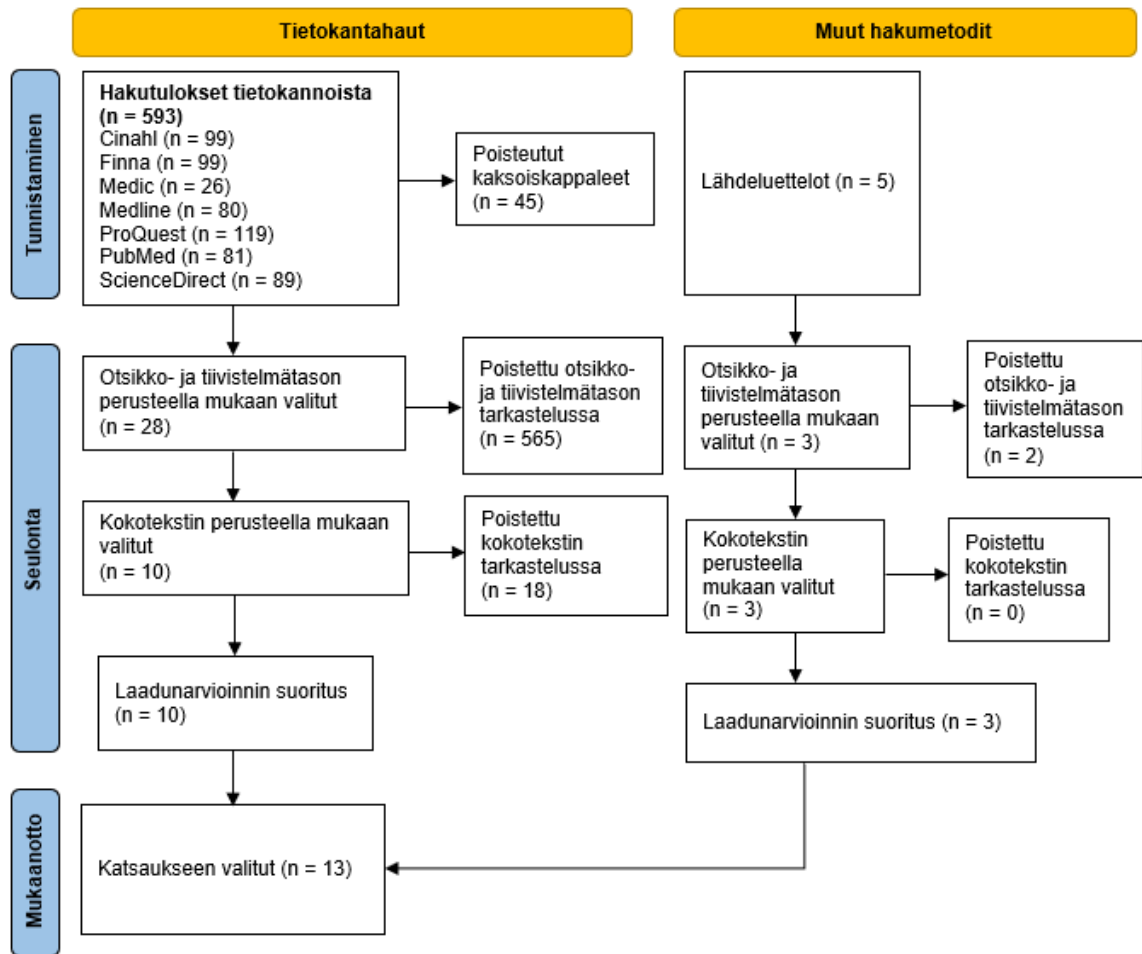 Tietokantahaut
Muut hakumetodit
Tunnistaminen
Hakutulokset tietokannoista
(n = 593)
Cinahl (n = 99)
Finna (n = 99)
Medic (n = 26)
Medline (n = 80)
ProQuest (n = 119)
PubMed (n = 81)
ScienceDirect (n = 89)
Poisteutut
kaksoiskappaleet
(n = 45)
Lähdeluettelot (n = 5)
Seulonta
Otsikko- ja tiivistelmätason
perusteella mukaan valitut
(n = 28)
Poistettu otsikko-
ja tiivistelmätason
tarkastelussa
(n = 565)
Otsikko- ja
tiivistelmätason
perusteella mukaan
valitut (n = 3)
Poistettu
otsikko- ja
tiivistelmätason
tarkastelussa
(n = 2)
Kokotekstin perusteella mukaan
valitut
(n = 10)
Poistettu
kokotekstin
tarkastelussa
(n = 18)
Kokotekstin
perusteella
mukaan valitut
(n = 3)
Poistettu
kokotekstin
tarkastelussa
(n = 0)
Laadunarvioinnin suoritus
(n = 10)
Laadunarvioinnin suoritus (n = 3)
Mukaanotto
Katsaukseen valitut (n = 13)